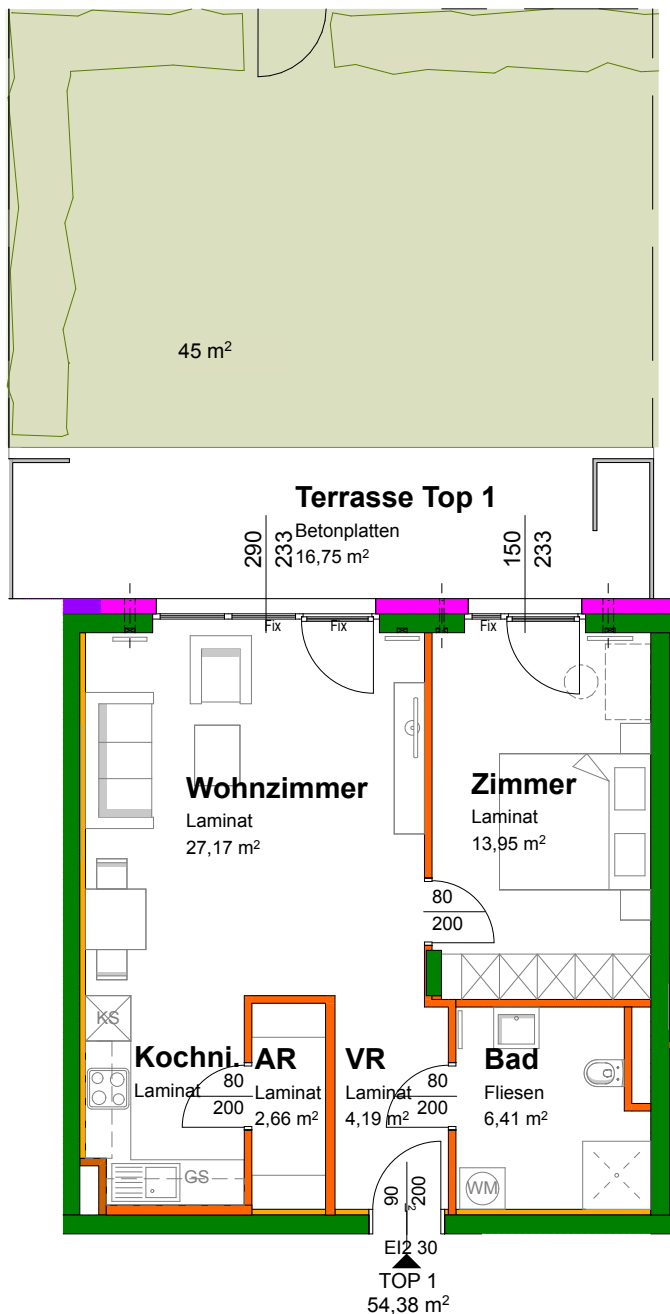 45 m²
Terrasse Top 1
Betonplatten
16,75 m²
290
233
150
233
Fix
Fix
Fix
Wohnzimmer
Laminat
27,17 m²
Zimmer
Laminat
13,95 m²
80
200
KS
Kochni.
Laminat
80
200
AR
Laminat
2,66 m²
VR
Laminat
4,19 m²
80
200
Bad
Fliesen
6,41 m²
GS
WM
90
200
2
EI2 30
TOP 1
54,38 m²